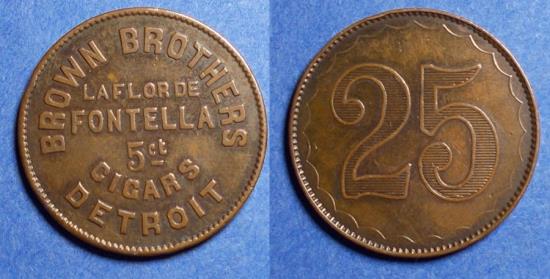 BROWN BROTHERS
LA FLOR DE
FONTELLA
5ct
CIGARS
DETROIT
25